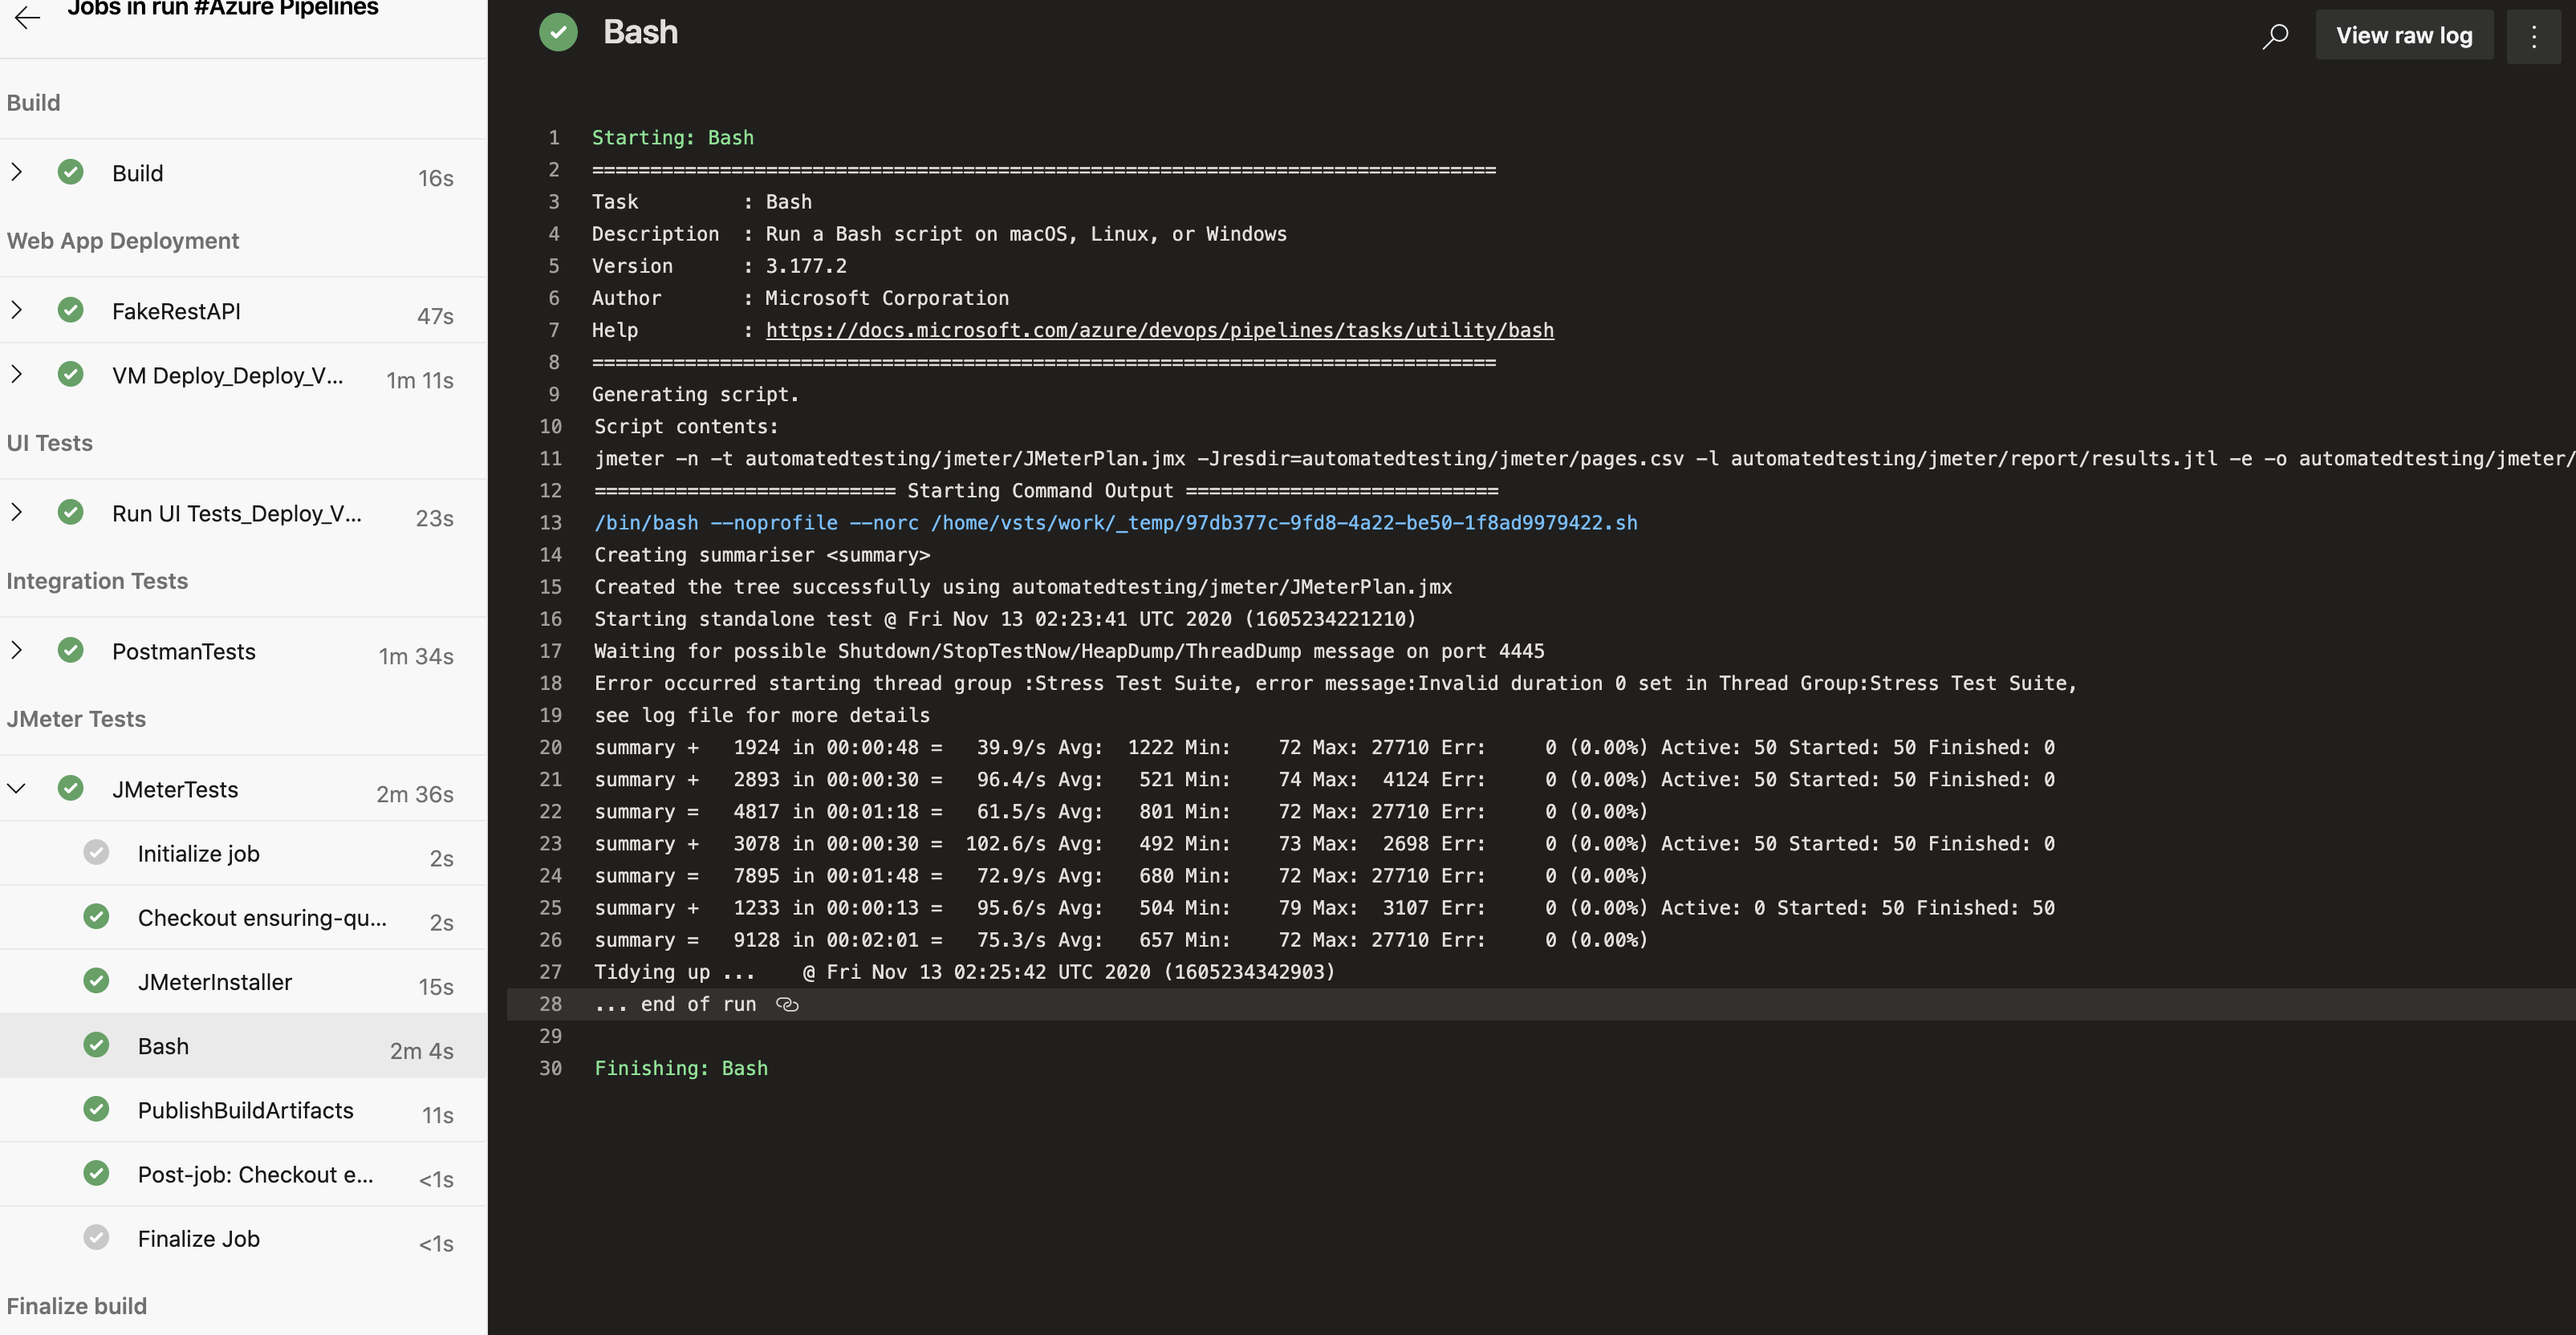 Jobs in run #Azure Pipelines
Build
Build 16s
Web App Deployment
FakeRestAPI 47s
VM Deploy_Deploy_V... 1m 11s
UI Tests
Run UI Tests_Deploy_V... 23s
Integration Tests
PostmanTests 1m 34s
JMeter Tests
JMeterTests 2m 36s
Initialize job 2s
Checkout ensuring-qu... 2s
JMeterInstaller 15s
Bash 2m 4s
PublishBuildArtifacts 11s
Post-job: Checkout e... <1s
Finalize Job <1s
Finalize build
Bash
View raw log
1 Starting: Bash
2 ==============================================================================
3 Task         : Bash
4 Description  : Run a Bash script on macOS, Linux, or Windows
5 Version      : 3.177.2
6 Author       : Microsoft Corporation
7 Help         : https://docs.microsoft.com/azure/devops/pipelines/tasks/utility/bash
8 ==============================================================================
9 Generating script.
10 Script contents:
11 jmeter -n -t automatedtesting/jmeter/JMeterPlan.jmx -Jresdir=automatedtesting/jmeter/pages.csv -l automatedtesting/jmeter/report/results.jtl -e -o automatedtesting/jmeter/
12 ========================== Starting Command Output ===========================
13 /bin/bash --noprofile --norc /home/vsts/work/_temp/97db377c-9fd8-4a22-be50-1f8ad9979422.sh
14 Creating summariser <summary>
15 Created the tree successfully using automatedtesting/jmeter/JMeterPlan.jmx
16 Starting standalone test @ Fri Nov 13 02:23:41 UTC 2020 (1605234221210)
17 Waiting for possible Shutdown/StopTestNow/HeapDump/ThreadDump message on port 4445
18 Error occurred starting thread group :Stress Test Suite, error message:Invalid duration 0 set in Thread Group:Stress Test Suite,
19 see log file for more details
20 summary +   1924 in 00:00:48 =   39.9/s Avg:  1222 Min:    72 Max: 27710 Err:     0 (0.00%) Active: 50 Started: 50 Finished: 0
21 summary +   2893 in 00:00:30 =   96.4/s Avg:   521 Min:    74 Max:  4124 Err:     0 (0.00%) Active: 50 Started: 50 Finished: 0
22 summary =   4817 in 00:01:18 =   61.5/s Avg:   801 Min:    72 Max: 27710 Err:     0 (0.00%)
23 summary +   3078 in 00:00:30 =  102.6/s Avg:   492 Min:    73 Max:  2698 Err:     0 (0.00%) Active: 50 Started: 50 Finished: 0
24 summary =   7895 in 00:01:48 =   72.9/s Avg:   680 Min:    72 Max: 27710 Err:     0 (0.00%)
25 summary +   1233 in 00:00:13 =   95.6/s Avg:   504 Min:    79 Max:  3107 Err:     0 (0.00%) Active: 0 Started: 50 Finished: 50
26 summary =   9128 in 00:02:01 =   75.3/s Avg:   657 Min:    72 Max: 27710 Err:     0 (0.00%)
27 Tidying up ...    @ Fri Nov 13 02:25:42 UTC 2020 (1605234342903)
28 ... end of run
29
30 Finishing: Bash